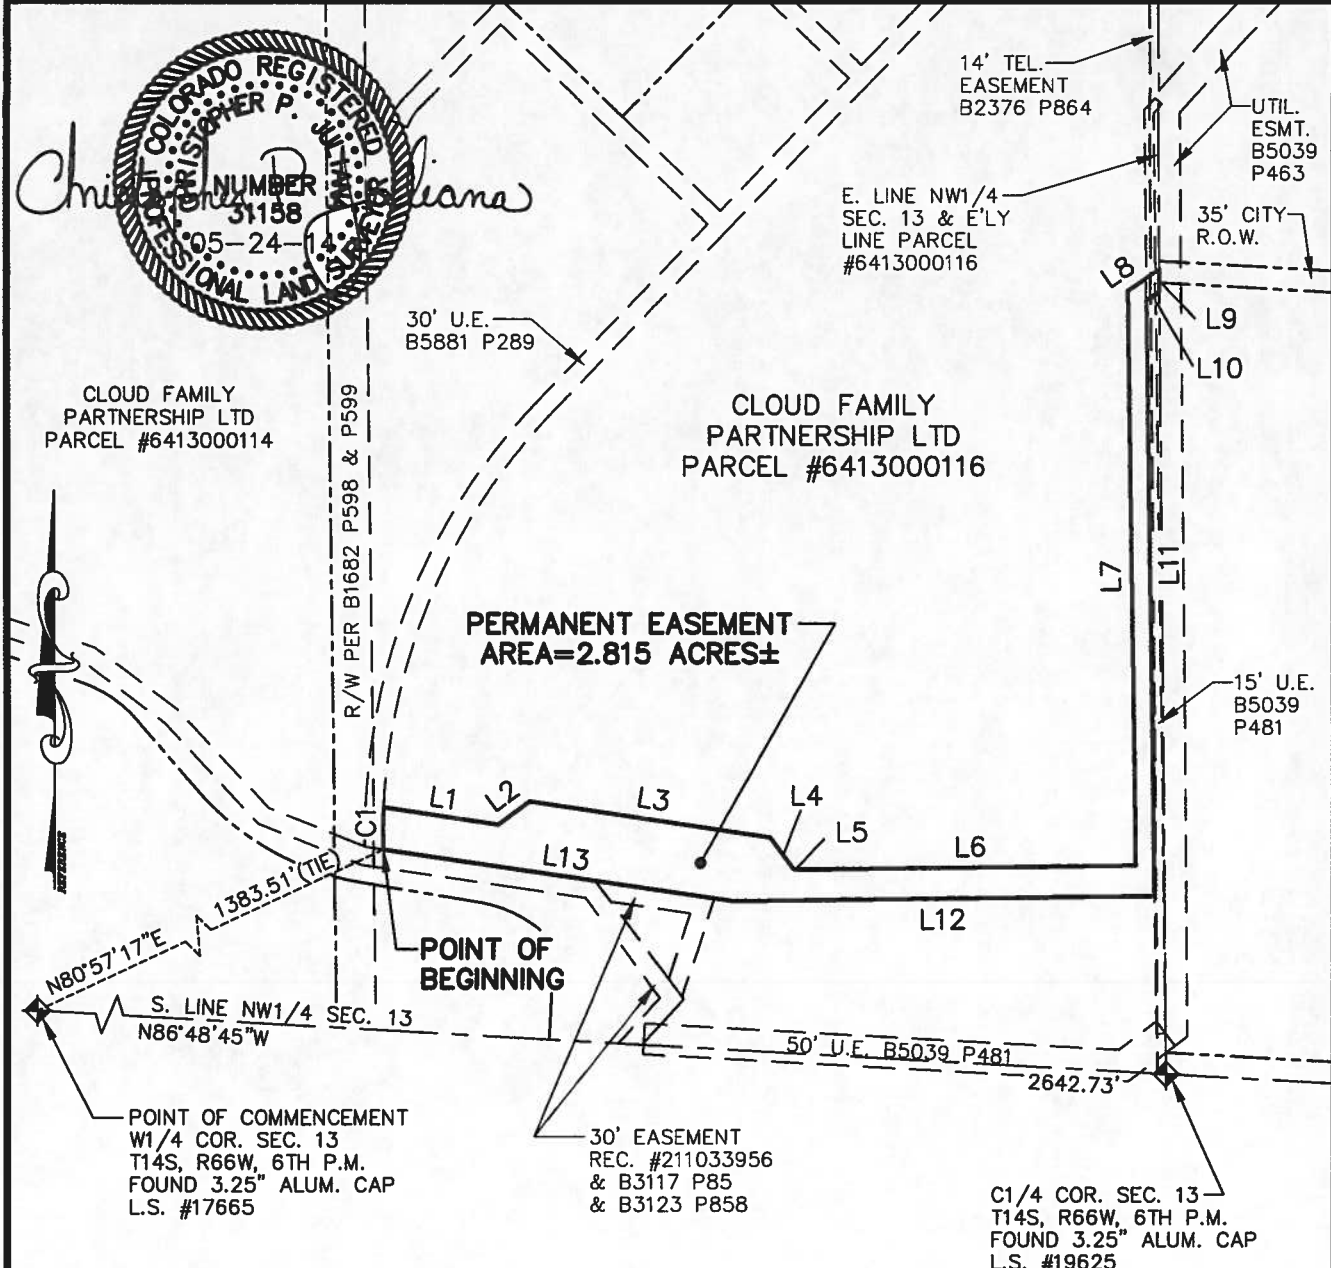 COLORADO REGISTERED
CHRISTOPHER P. JULIANA
NUMBER
31158
05-24-14
PROFESSIONAL LAND SURVEYOR
Christopher P Juliana
14' TEL.
EASEMENT
B2376 P864
UTIL.
ESMT.
B5039
P463
E. LINE NW1/4
SEC. 13 & E'LY
LINE PARCEL
#6413000116
35' CITY
R.O.W.
L8
L9
L10
30' U.E.
B5881 P289
CLOUD FAMILY
PARTNERSHIP LTD
PARCEL #6413000114
R/W PER B1682 P598 & P599
CLOUD FAMILY
PARTNERSHIP LTD
PARCEL #6413000116
L7
L11
PERMANENT EASEMENT
AREA=2.815 ACRES±
15' U.E.
B5039
P481
REFERENCE
C1
L1
L2
L3
L4
L5
L6
L13
L12
N80°57'17"E
1383.51' (TIE)
POINT OF
BEGINNING
S. LINE NW1/4 SEC. 13
N86°48'45"W
50' U.E. B5039 P481
2642.73'
POINT OF COMMENCEMENT
W1/4 COR. SEC. 13
T14S, R66W, 6TH P.M.
FOUND 3.25" ALUM. CAP
L.S. #17665
30' EASEMENT
REC. #211033956
& B3117 P85
& B3123 P858
C1/4 COR. SEC. 13
T14S, R66W, 6TH P.M.
FOUND 3.25" ALUM. CAP
L.S. #19625